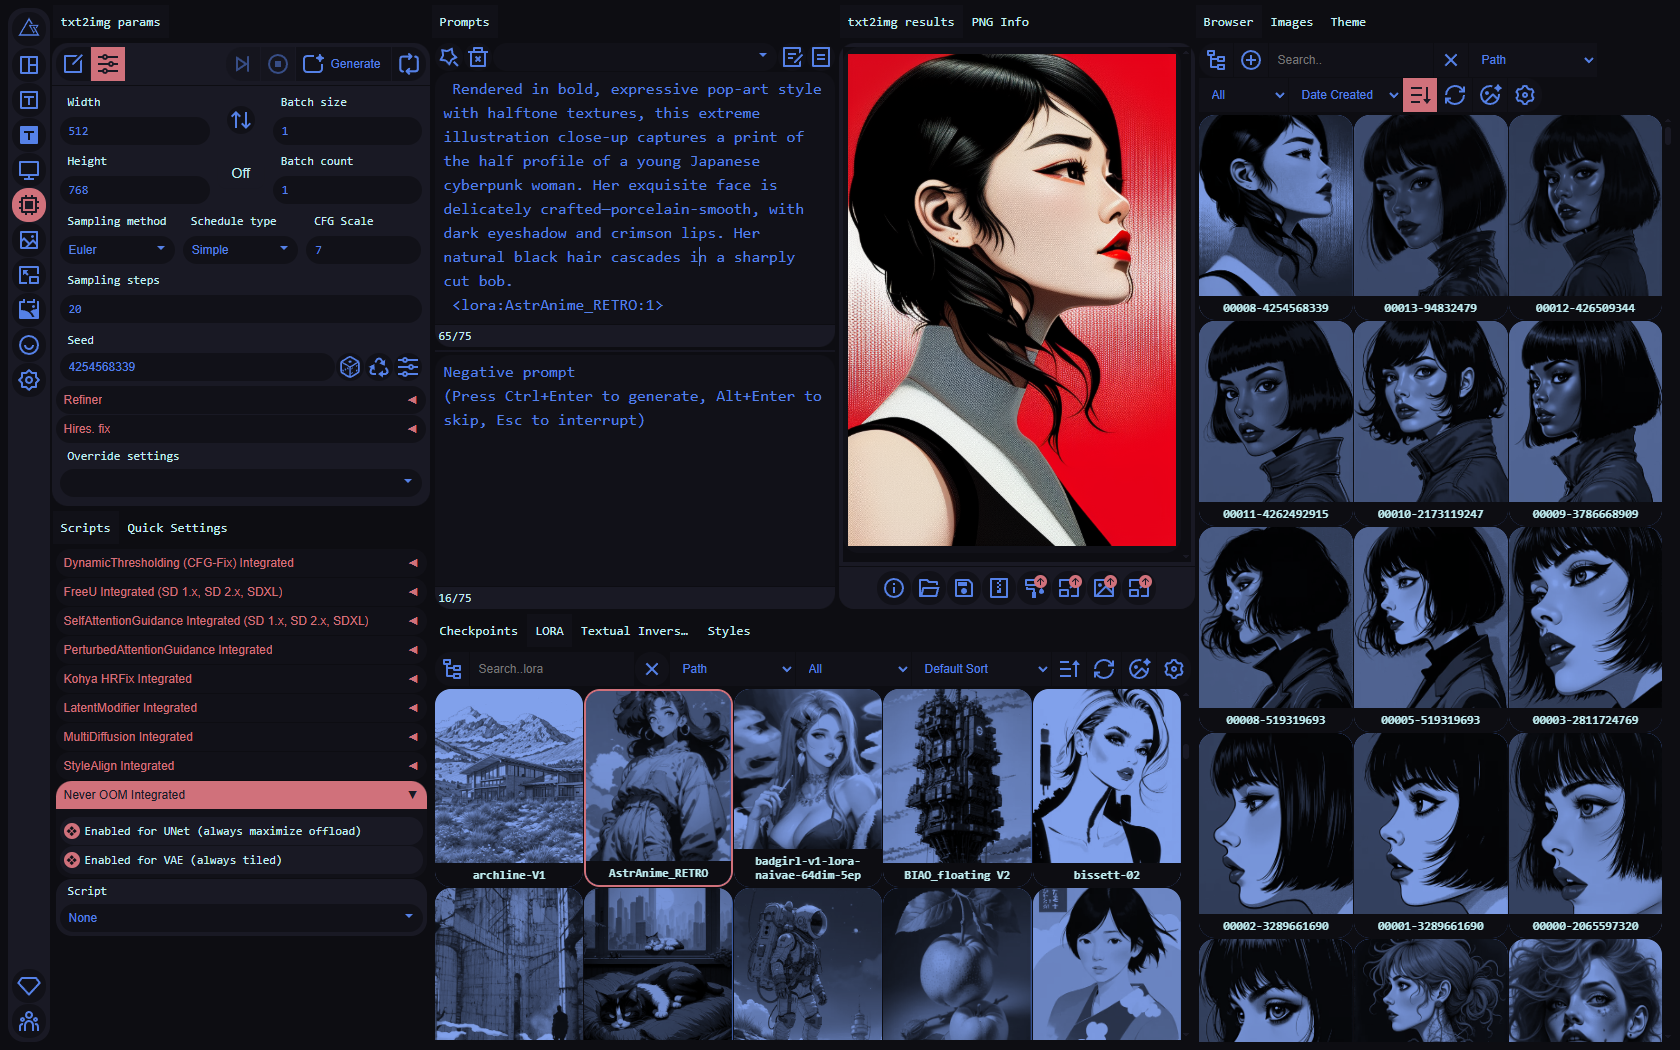 txt2img params
Generate
Width
Batch size
512
1
Height
Batch count
Off
768
1
Sampling method
Schedule type
CFG Scale
Euler
Simple
7
Sampling steps
20
Seed
4254568339
Refiner
Hires. fix
Override settings
Scripts
Quick Settings
DynamicThresholding (CFG-Fix) Integrated
FreeU Integrated (SD 1.x, SD 2.x, SDXL)
SelfAttentionGuidance Integrated (SD 1.x, SD 2.x, SDXL)
PerturbedAttentionGuidance Integrated
Kohya HRFix Integrated
LatentModifier Integrated
MultiDiffusion Integrated
StyleAlign Integrated
Never OOM Integrated
Enabled for UNet (always maximize offload)
Enabled for VAE (always tiled)
Script
None
Prompts
Rendered in bold, expressive pop-art style
with halftone textures, this extreme
illustration close-up captures a print of
the half profile of a young Japanese
cyberpunk woman. Her exquisite face is
delicately crafted—porcelain-smooth, with
dark eyeshadow and crimson lips. Her
natural black hair cascades in a sharply
cut bob.
<lora:AstrAnime_RETRO:1>
65/75
Negative prompt
(Press Ctrl+Enter to generate, Alt+Enter to
skip, Esc to interrupt)
16/75
txt2img results
PNG Info
Checkpoints
LORA
Textual Invers…
Styles
Search..lora
Path
All
Default Sort
archline-V1
AstrAnime_RETRO
badgirl-v1-lora-
naivae-64dim-5ep
BIAO_floating V2
bissett-02
Browser
Images
Theme
Search..
Path
All
Date Created
00008-4254568339
00013-94832479
00012-426509344
00011-4262492915
00010-2173119247
00009-3786668909
00008-519319693
00005-519319693
00003-2811724769
00002-3289661690
00001-3289661690
00000-2065597320